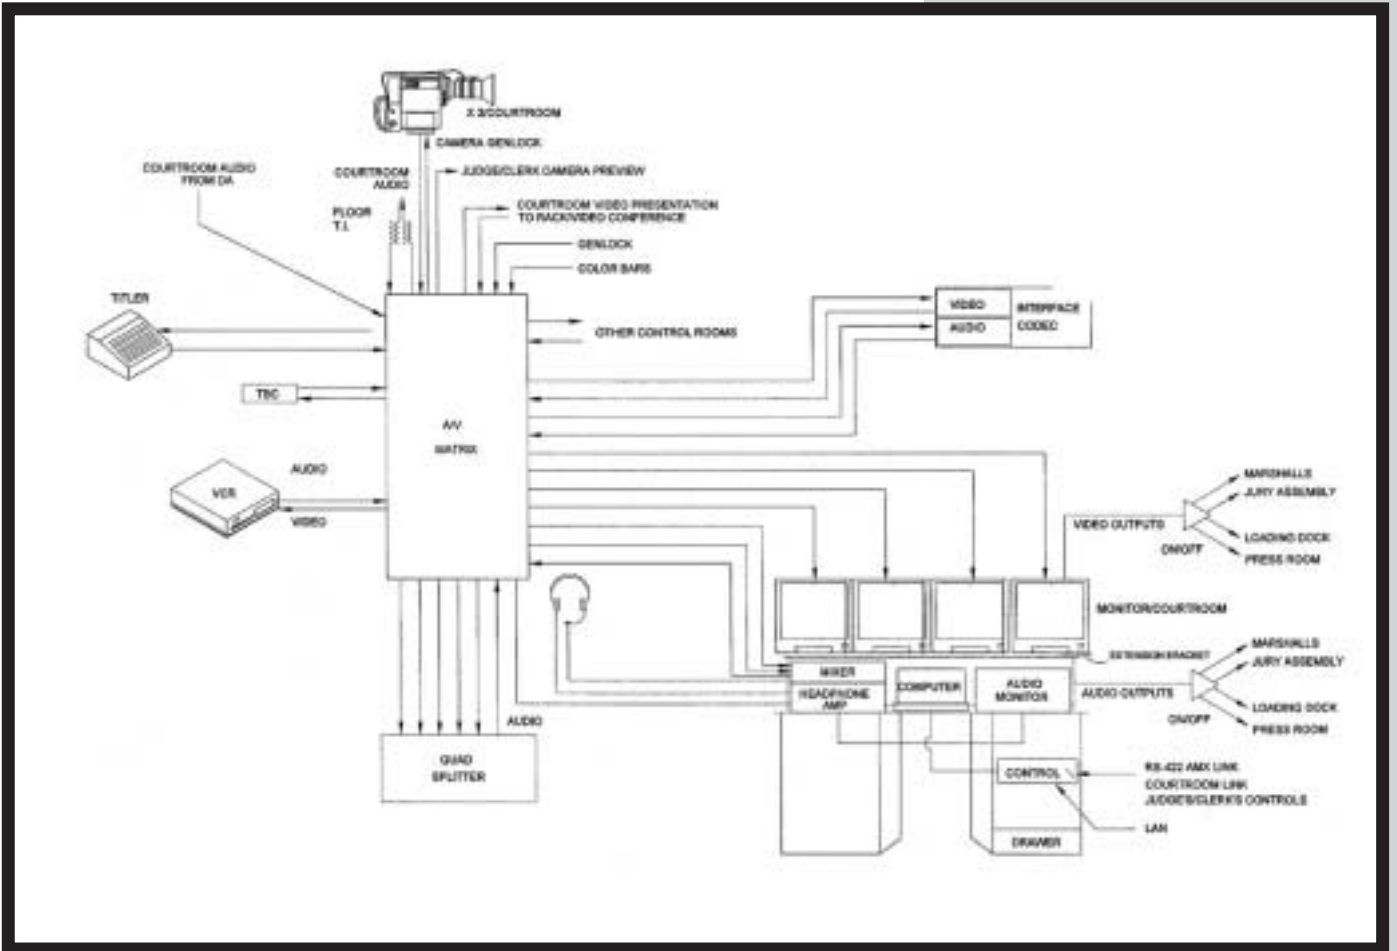 X 3/COURTROOM
CAMERA GENLOCK
COURTROOM AUDIO
FROM DA
COURTROOM
AUDIO
JUDGE/CLERK CAMERA PREVIEW
FLOOR
T.I.
COURTROOM VIDEO PRESENTATION
TO RACK/VIDEO CONFERENCE
GENLOCK
COLOR BARS
TITLER
OTHER CONTROL ROOMS
VIDEO
AUDIO
INTERFACE
CODEC
TBC
A/V
MATRIX
VCR
AUDIO
VIDEO
VIDEO OUTPUTS
ON/OFF
MARSHALLS
JURY ASSEMBLY
LOADING DOCK
PRESS ROOM
MONITOR/COURTROOM
EXTENSION BRACKET
MIXER
HEADPHONE
AMP
COMPUTER
AUDIO
MONITOR
AUDIO OUTPUTS
ON/OFF
MARSHALLS
JURY ASSEMBLY
LOADING DOCK
PRESS ROOM
AUDIO
QUAD
SPLITTER
CONTROL
RS-422 AMX LINK
COURTROOM LINK
JUDGE'S/CLERK'S CONTROLS
LAN
DRAWER